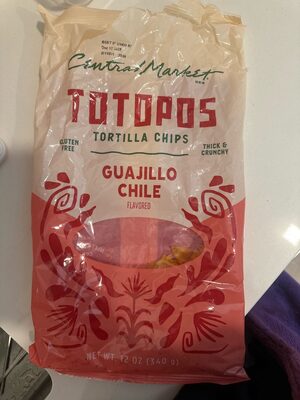 Central Market
TOTOPOS
TORTILLA CHIPS
GLUTEN
FREE
THICK &
CRUNCHY
GUAJILLO
CHILE
FLAVORED
NET WT 12 OZ (340 g)